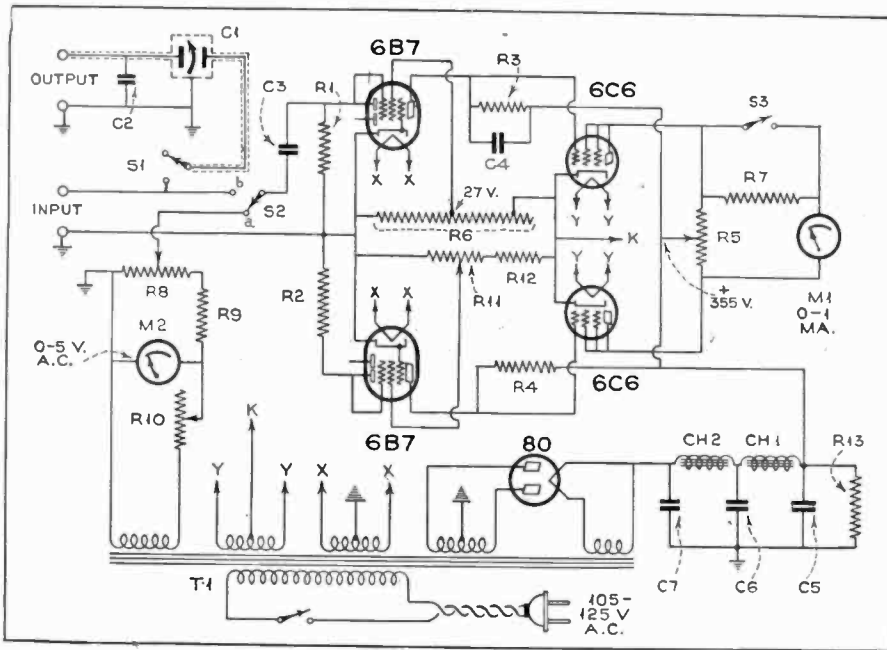 C1
6B7
OUTPUT
C2
C3
R1
R3
6C6
C4
S3
S1
X X
27 V.
Y Y
R7
b
S2
a
INPUT
R6
K
R5
R8
R2
X X
R11
R12
Y Y
+
355 V.
M1
0-1
MA.
R9
0-5 V.
A.C.
M2
R4
6C6
R10
K
6B7
80
CH2
CH1
R13
Y Y X X
C7
C6
C5
T1
105-
125 V
A.C.